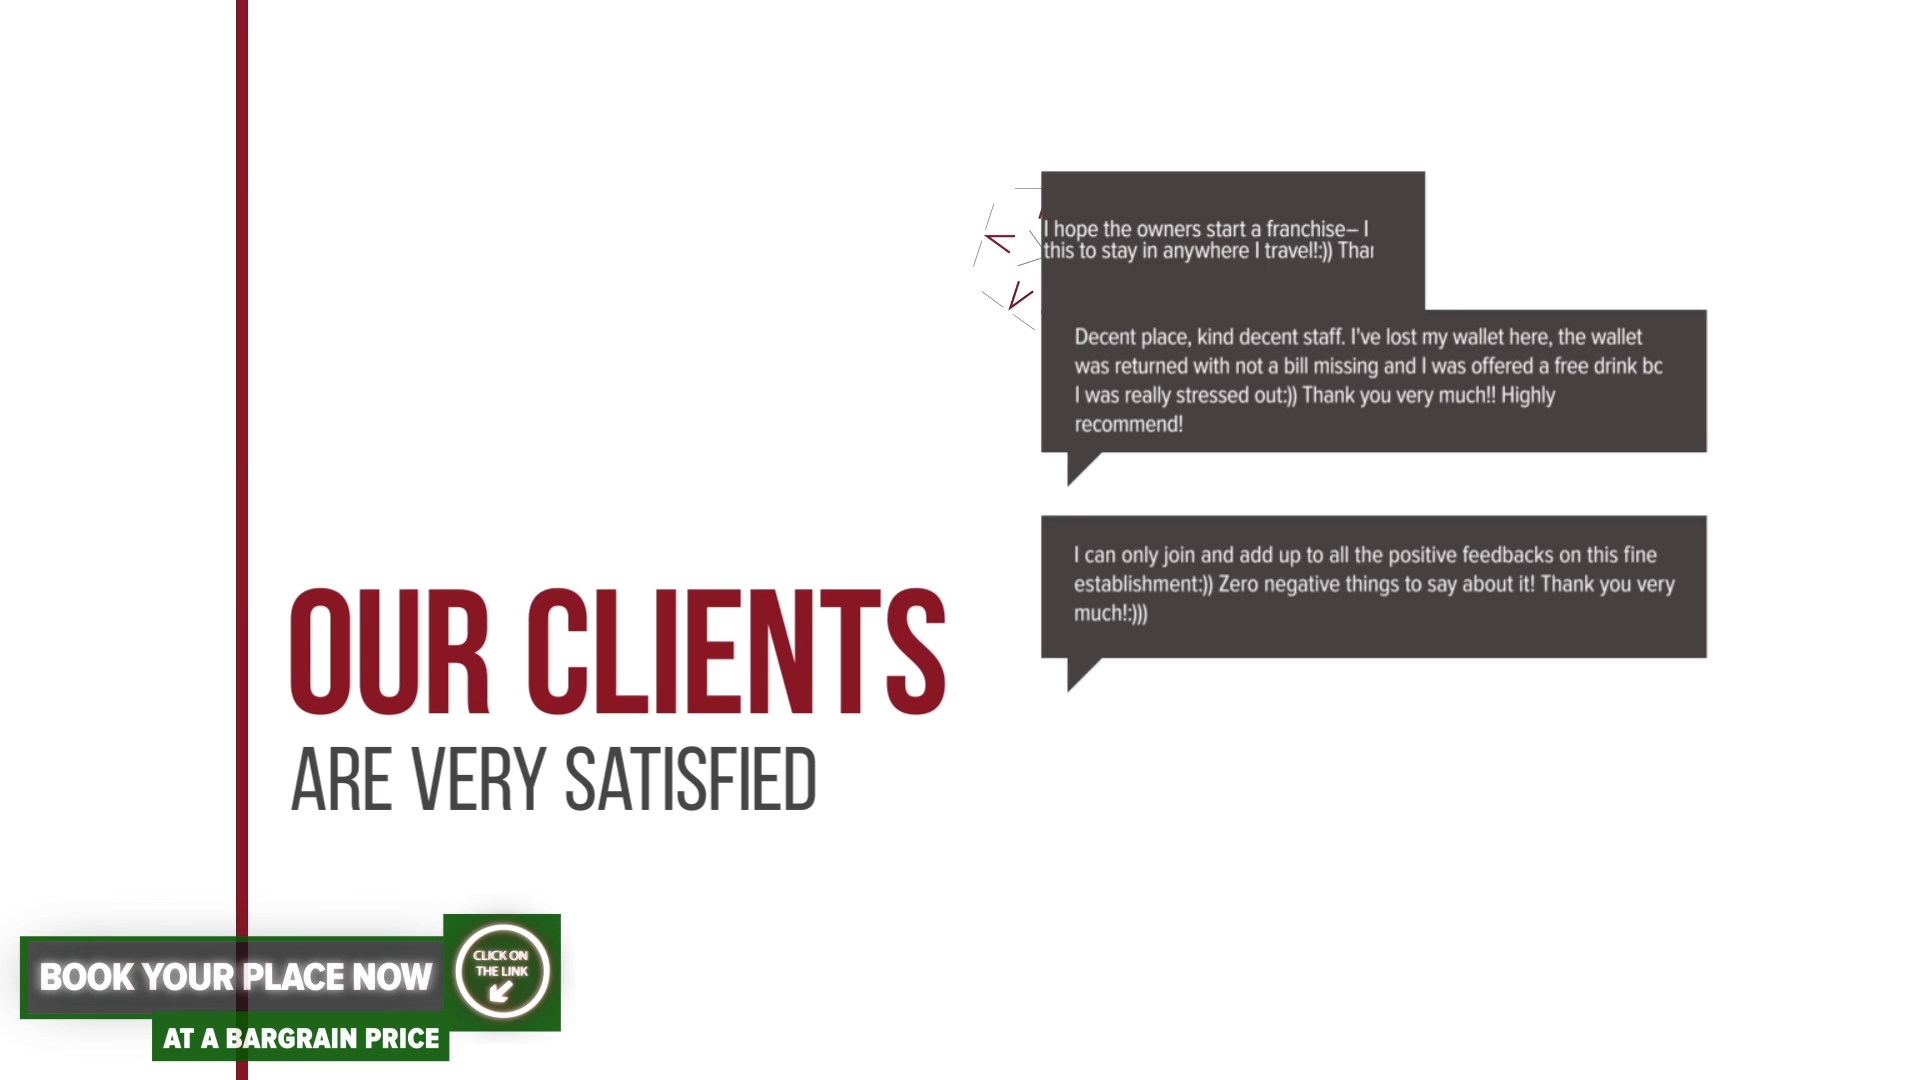 I hope the owners start a franchise– I
this to stay in anywhere I travel!:))
Decent place, kind decent staff. I've lost my wallet here, the wallet
was returned with not a bill missing and I was offered a free drink bc
I was really stressed out:)) Thank you very much!! Highly
recommend!
I can only join and add up to all the positive feedbacks on this fine
establishment:)) Zero negative things to say about it! Thank you very
much!:)))
OUR CLIENTS
ARE VERY SATISFIED
BOOK YOUR PLACE NOW
CLICK ON
THE LINK
AT A BARGRAIN PRICE